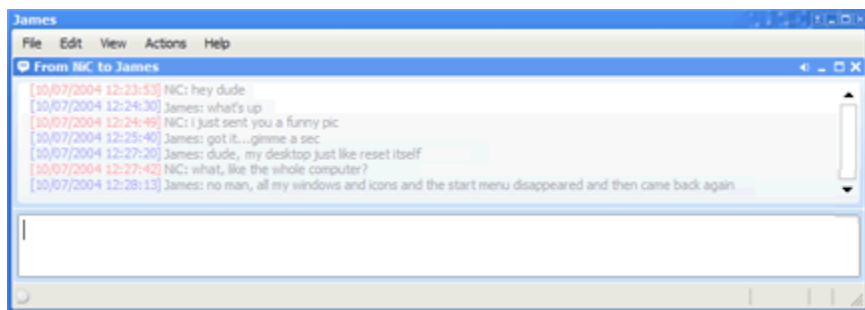 James
File Edit View Actions Help
From NiC to James
[10/07/2004 12:23:53] NiC: hey dude
[10/07/2004 12:24:30] James: what's up
[10/07/2004 12:24:49] NiC: i just sent you a funny pic
[10/07/2004 12:25:40] James: got it...gimme a sec
[10/07/2004 12:27:20] James: dude, my desktop just like reset itself
[10/07/2004 12:27:42] NiC: what, like the whole computer?
[10/07/2004 12:28:13] James: no man, all my windows and icons and the start menu disappeared and then came back again